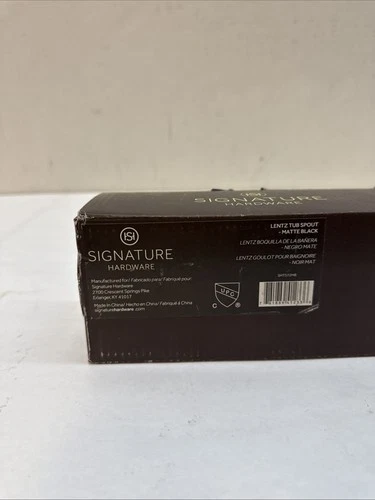 SIGNATURE
HARDWARE
SIGNATURE
HARDWARE
Manufactured for/ Fabricado para/ Fabriqué pour:
Signature Hardware
2700 Crescent Springs Pike
Erlanger, KY 41017
Made in China/ Hecho en China/ Fabriqué à China
signaturehardware.com
LENTZ TUB SPOUT
- MATTE BLACK
LENTZ BOQUILLA DE LA BAÑERA
- NEGRO MATE
LENTZ GOULOT POUR BAIGNOIRE
- NOIR MAT
C UPC